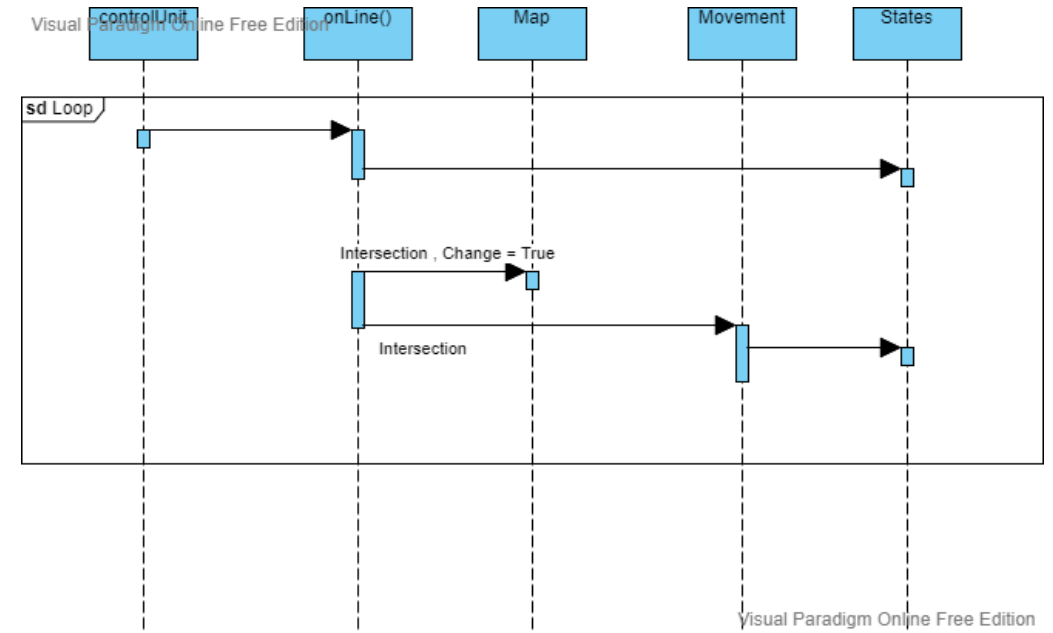 controlUnit
onLine()
Map
Movement
States
Visual Paradigm Online Free Edition
sd Loop
Intersection , Change = True
Intersection
Visual Paradigm Online Free Edition